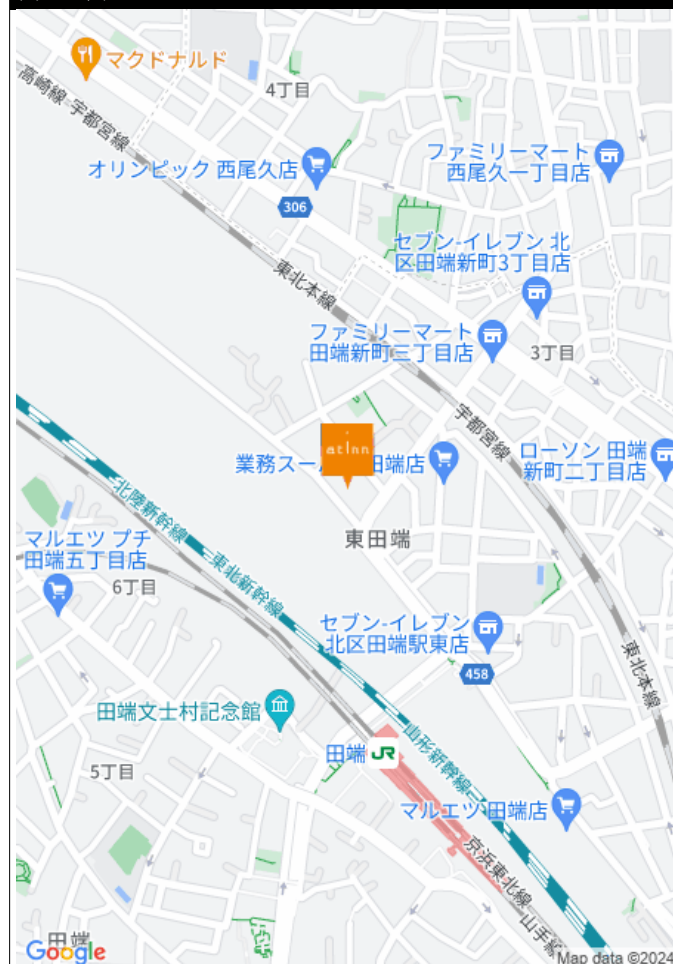 マクドナルド
4丁目
高崎線
宇都宮線
オリンピック 西尾久店
ファミリーマート
西尾久一丁目店
306
セブン-イレブン 北
区田端新町3丁目店
東北本線
ファミリーマート
田端新町三丁目店
3丁目
宇都宮線
atinn
業務スー
田端店
ローソン 田端
新町二丁目店
北陸新幹線
東田端
マルエツ プチ
田端五丁目店
6丁目
東北新幹線
セブン-イレブン
北区田端駅東店
東北本線
458
田端文士村記念館
山形新幹線
田端
JR
5丁目
マルエツ 田端店
京浜東北線
山手線
田端
Google
Map data ©2024